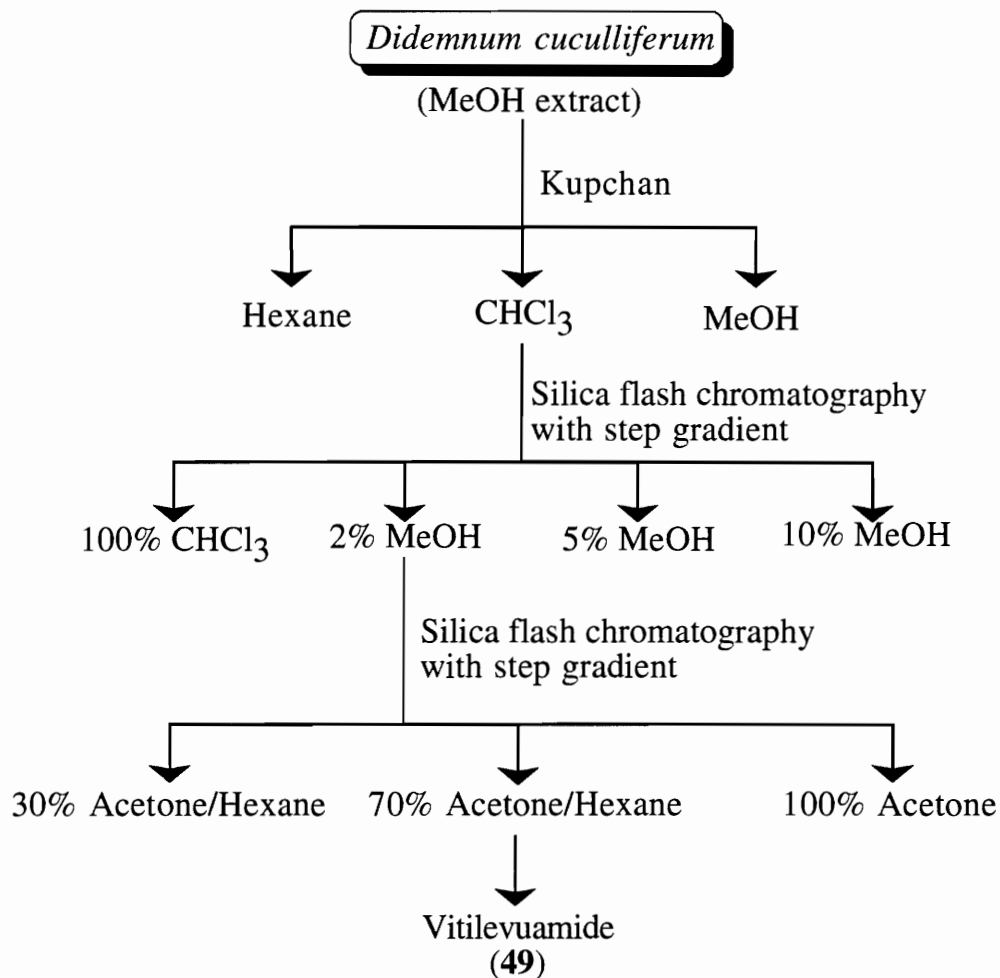 Didemnum cuculliferum
(MeOH extract)
Kupchan
Hexane
CHCl3
MeOH
Silica flash chromatography
with step gradient
100% CHCl3
2% MeOH
5% MeOH
10% MeOH
Silica flash chromatography
with step gradient
30% Acetone/Hexane
70% Acetone/Hexane
100% Acetone
Vitilevuamide
(49)